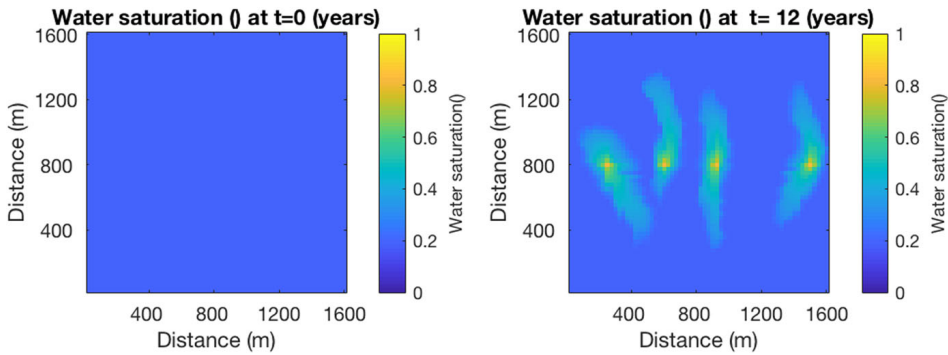 Water saturation () at t=0 (years)
1600
1200
800
400
Distance (m)
400 800 1200 1600
Distance (m)
1
0.8
0.6
0.4
0.2
0
Water saturation()
Water saturation () at  t= 12 (years)
1600
1200
800
400
Distance (m)
400 800 1200 1600
Distance (m)
1
0.8
0.6
0.4
0.2
0
Water saturation()